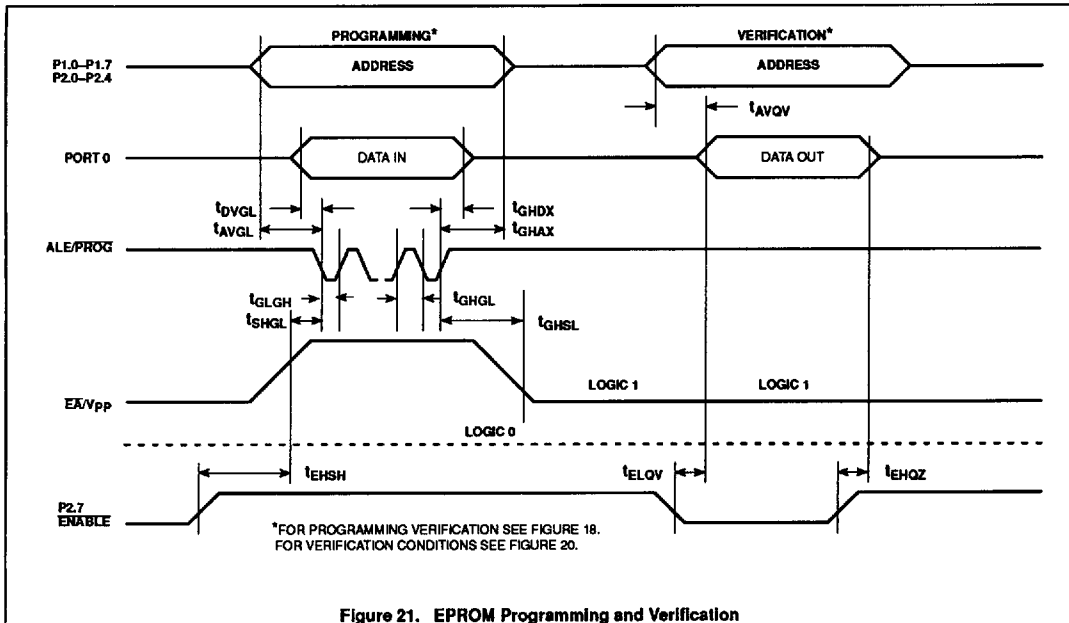 PROGRAMMING*
VERIFICATION*
P1.0–P1.7
P2.0–P2.4
ADDRESS
ADDRESS
tAVQV
PORT 0
DATA IN
DATA OUT
tDVGL
tGHDX
tAVGL
tGHAX
ALE/PROG
tGLGH
tGHGL
tSHGL
tGHSL
LOGIC 1
LOGIC 1
EA/VPP
LOGIC 0
tEHSH
tELQV
tEHQZ
P2.7
ENABLE
*FOR PROGRAMMING VERIFICATION SEE FIGURE 18.
FOR VERIFICATION CONDITIONS SEE FIGURE 20.
Figure 21. EPROM Programming and Verification